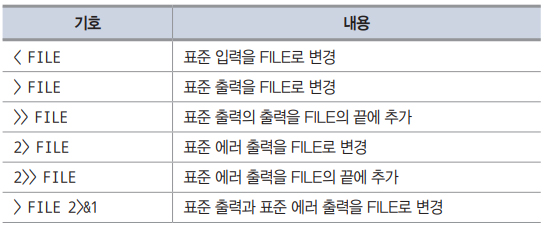 기호 내용
< FILE 표준 입력을 FILE로 변경
> FILE 표준 출력을 FILE로 변경
>> FILE 표준 출력의 출력을 FILE의 끝에 추가
2> FILE 표준 에러 출력을 FILE로 변경
2>> FILE 표준 에러 출력을 FILE의 끝에 추가
> FILE 2>&1 표준 출력과 표준 에러 출력을 FILE로 변경